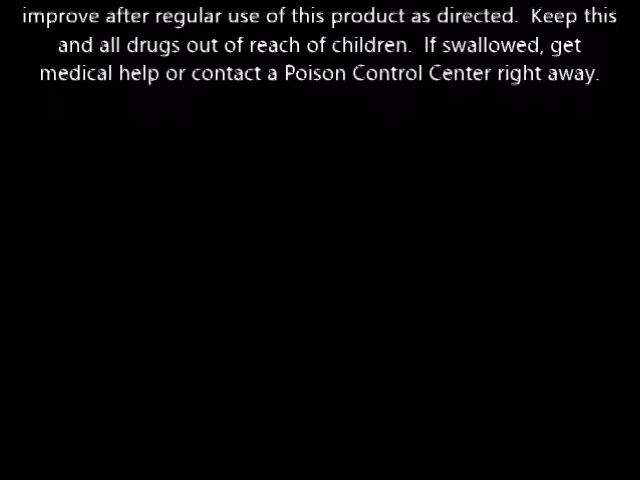 improve after regular use of this product as directed.  Keep this
and all drugs out of reach of children.  If swallowed, get
medical help or contact a Poison Control Center right away.